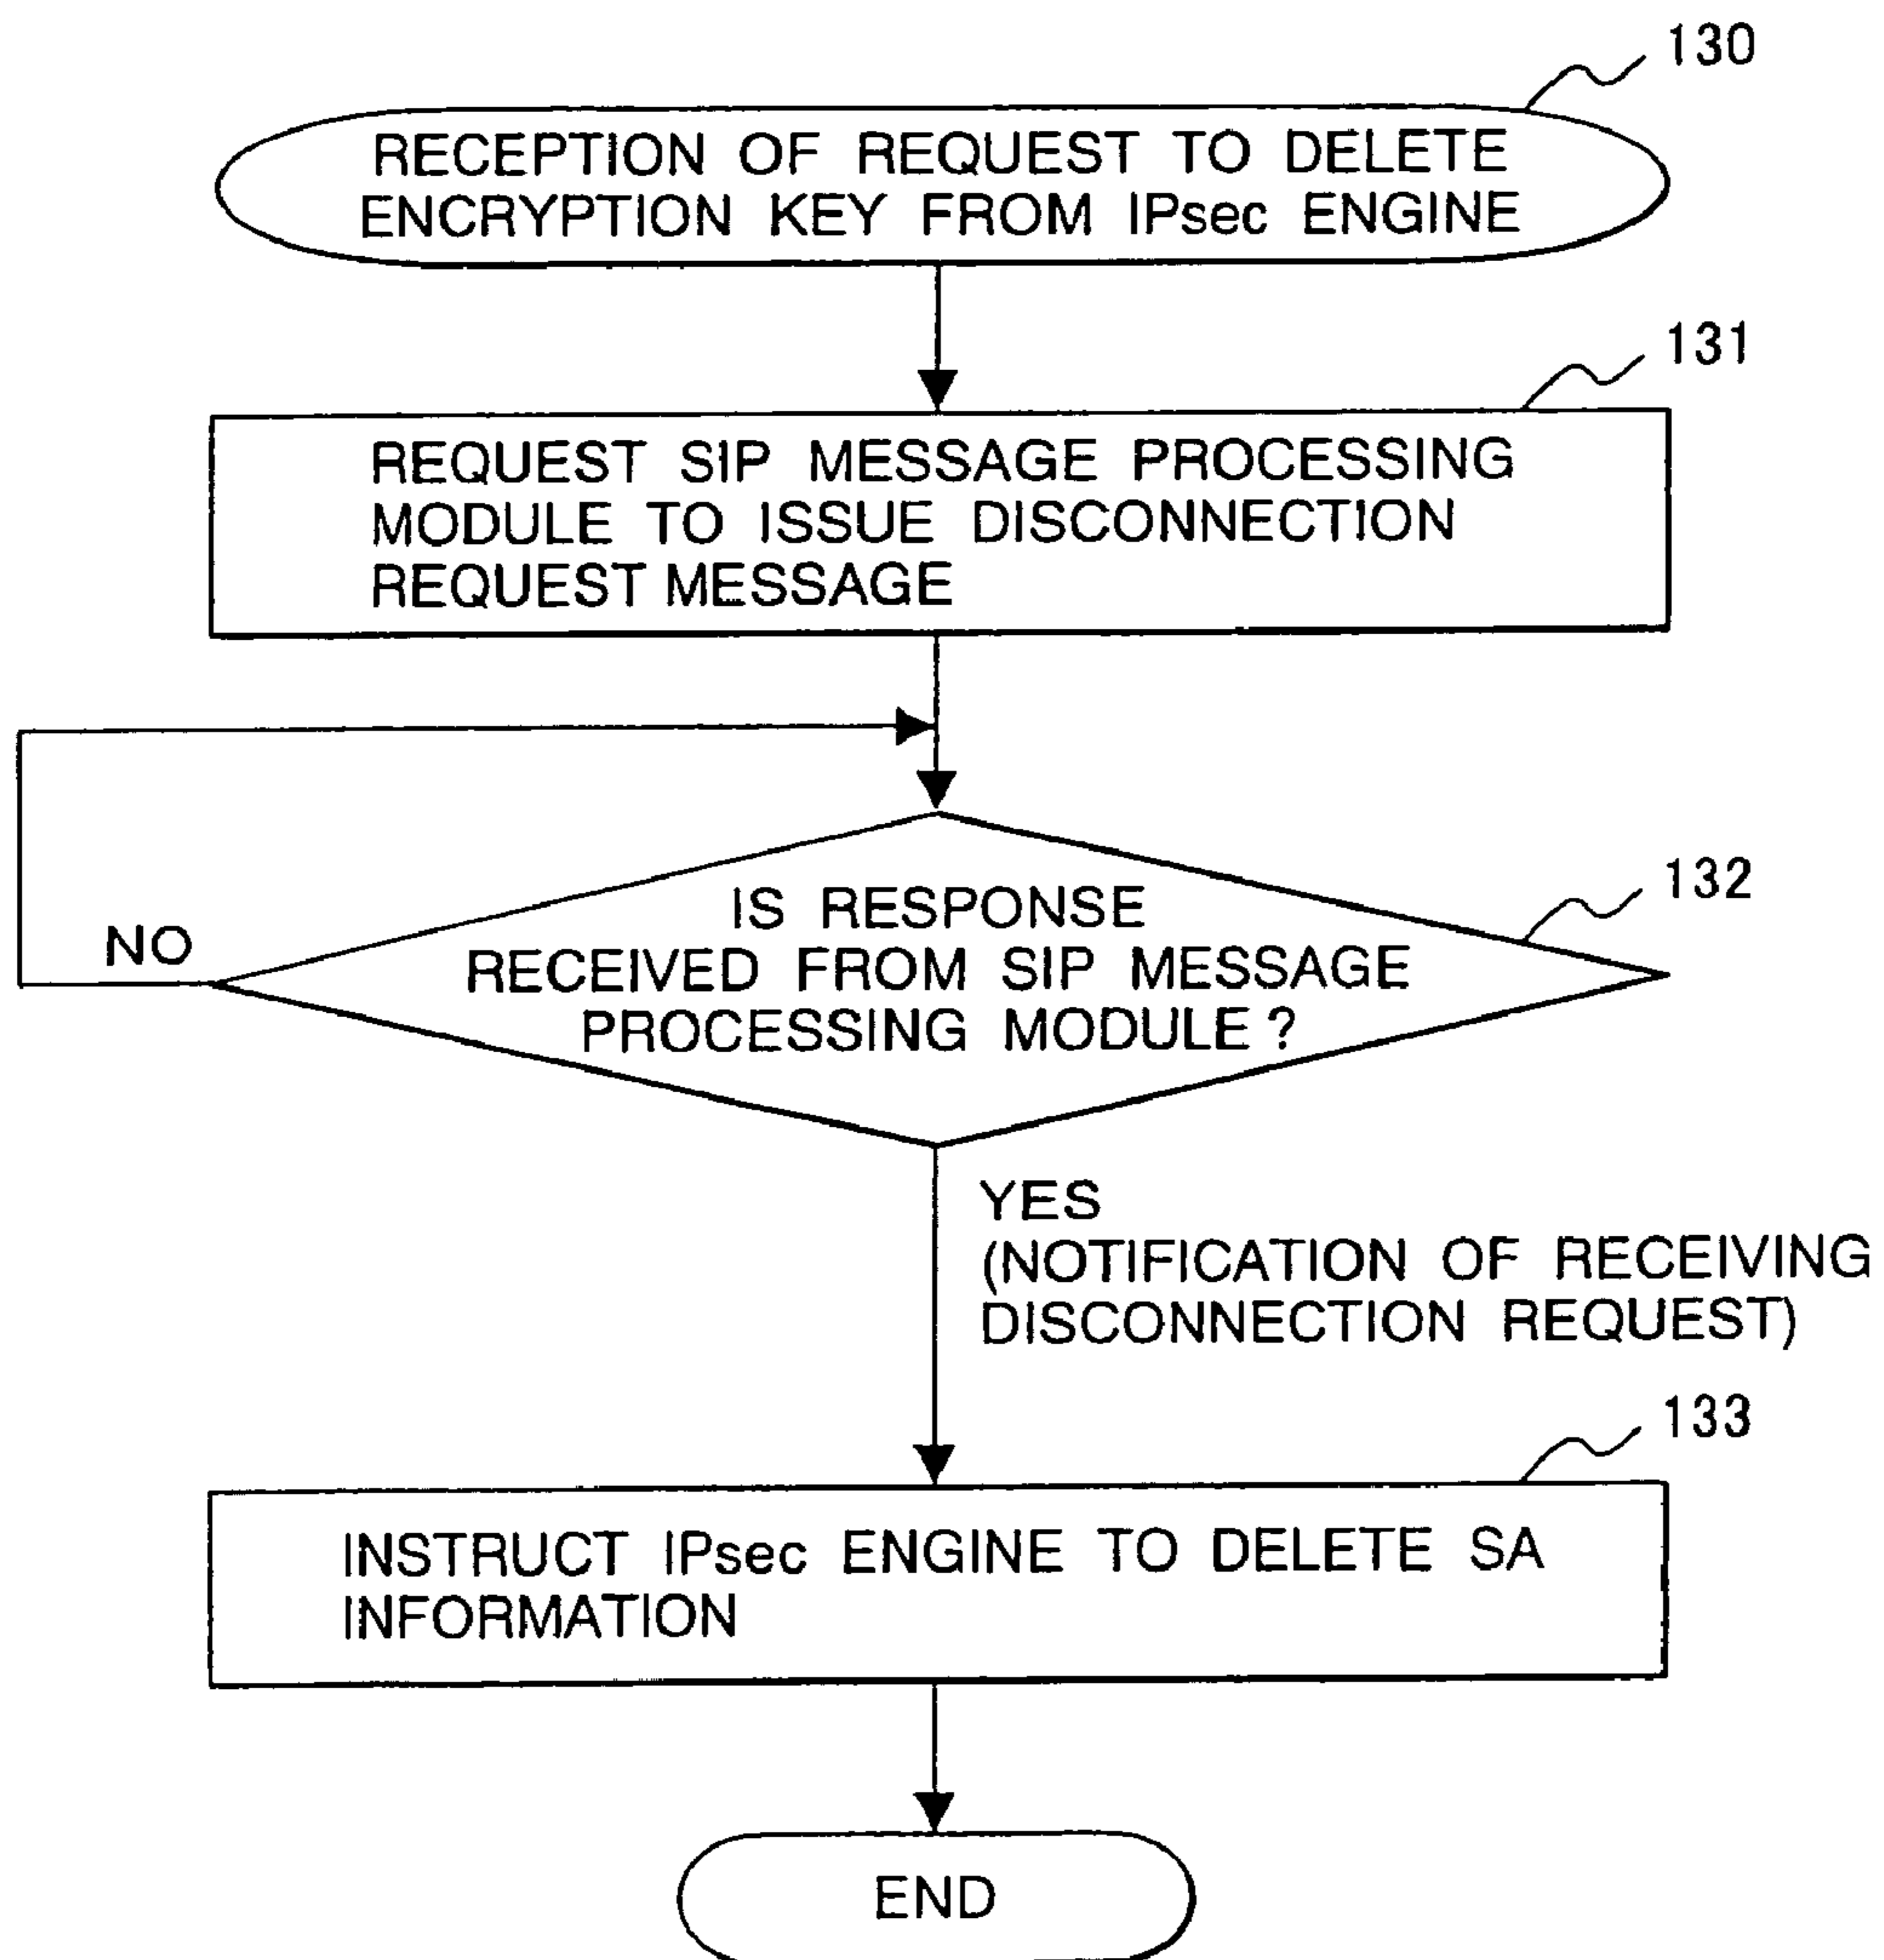 130
RECEPTION OF REQUEST TO DELETE
ENCRYPTION KEY FROM IPsec ENGINE
131
REQUEST SIP MESSAGE PROCESSING
MODULE TO ISSUE DISCONNECTION
REQUEST MESSAGE
132
IS RESPONSE
RECEIVED FROM SIP MESSAGE
PROCESSING MODULE ?
NO
YES
(NOTIFICATION OF RECEIVING
DISCONNECTION REQUEST)
133
INSTRUCT IPsec ENGINE TO DELETE SA
INFORMATION
END